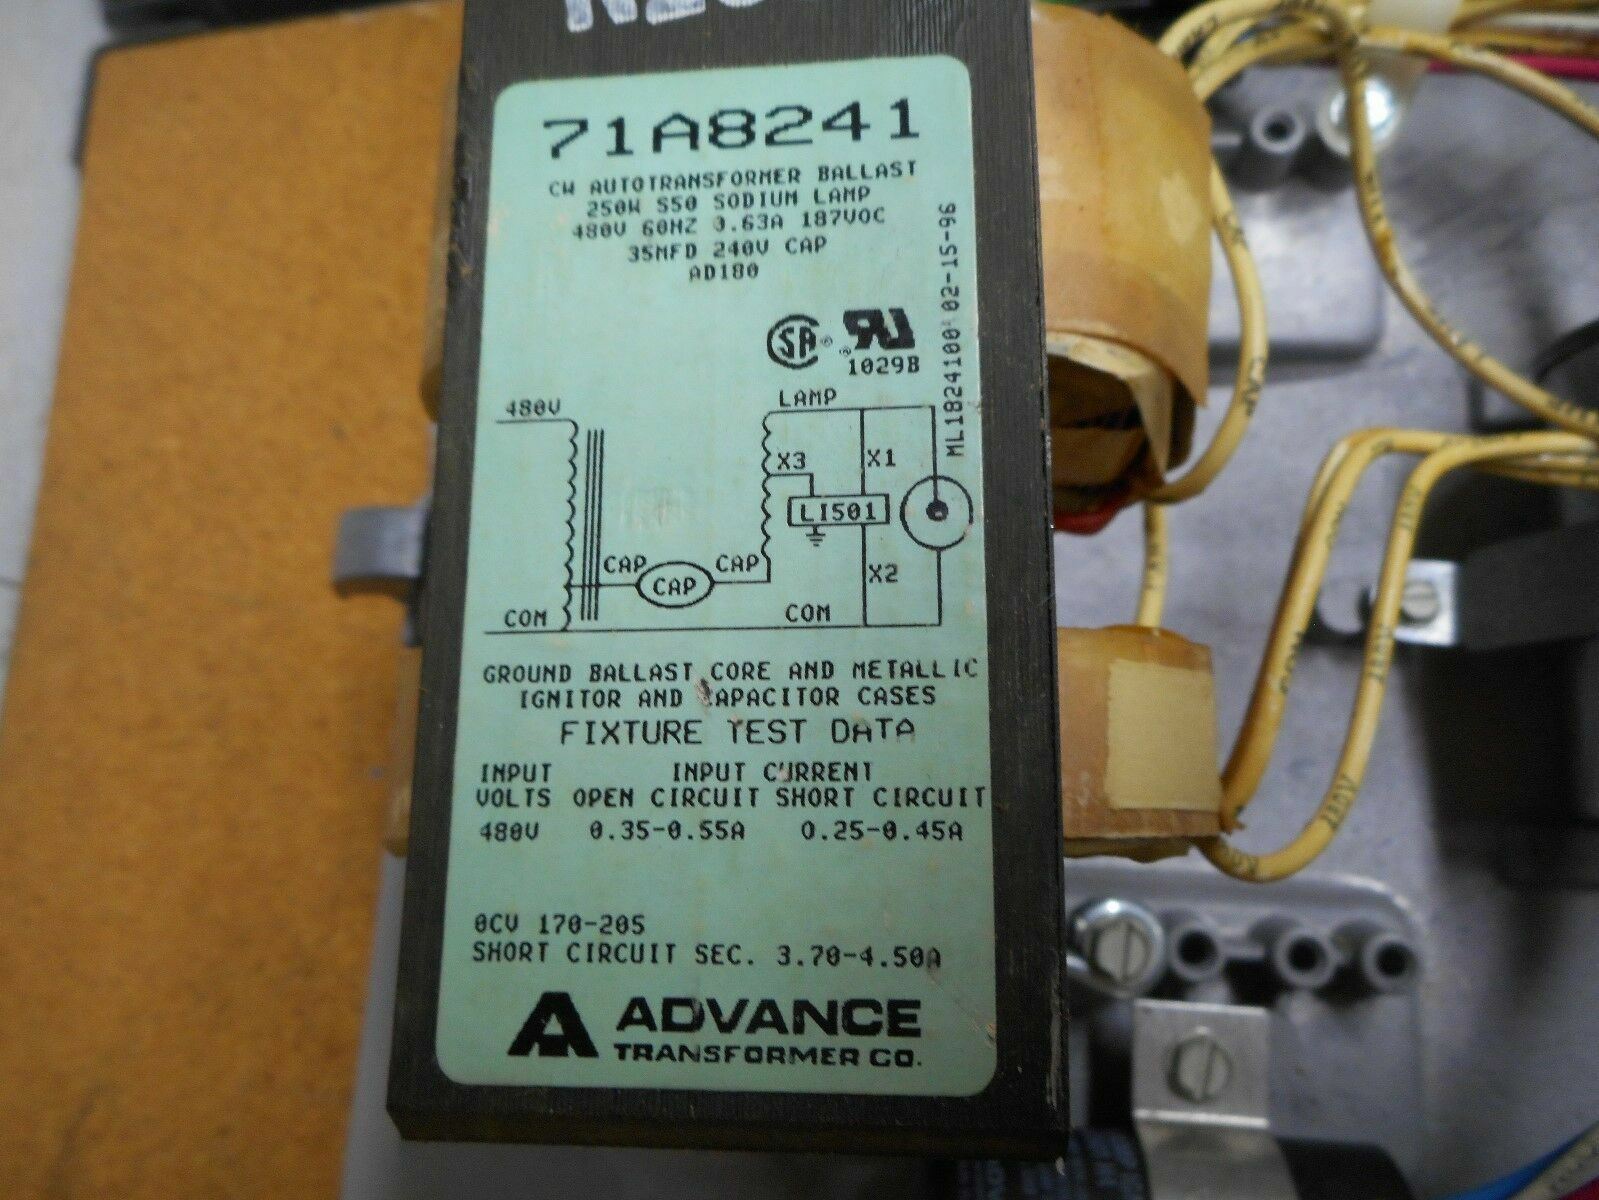 71A8241
CW AUTOTRANSFORMER BALLAST
250W S50 SODIUM LAMP
480V 60HZ 0.63A 187VOC
35MFD 240V CAP
AD180
SA
1029B
ML1824100 02-15-96
480V
LAMP
X3
X1
LI501
CAP
CAP
CAP
X2
COM
COM
GROUND BALLAST CORE AND METALLIC
IGNITOR AND CAPACITOR CASES
FIXTURE TEST DATA
INPUT INPUT CURRENT
VOLTS OPEN CIRCUIT SHORT CIRCUIT
480V 0.35-0.55A 0.25-0.45A
OCV 170-205
SHORT CIRCUIT SEC. 3.70-4.50A
A ADVANCE
TRANSFORMER CO.
CAP